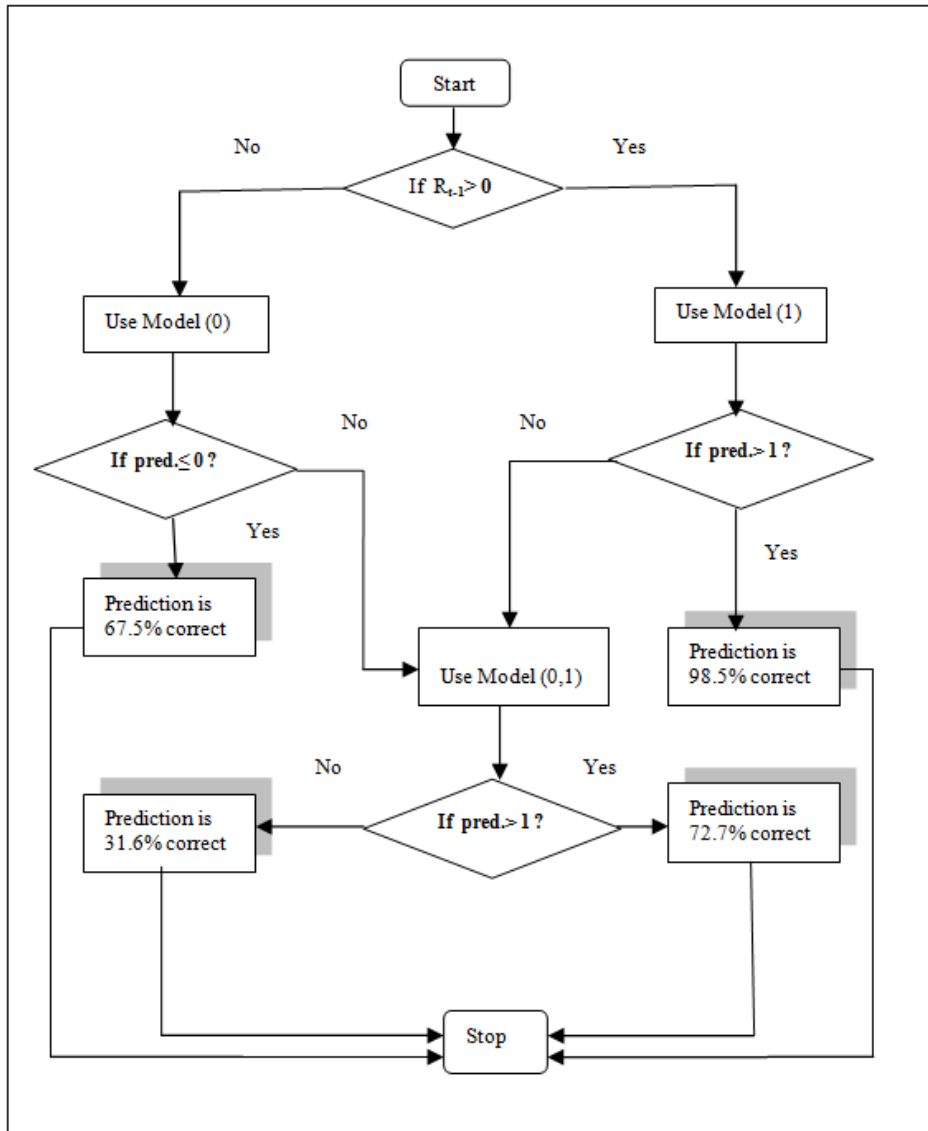 Start
No
Yes
If Rₜ₋₁> 0
Use Model (0)
Use Model (1)
No
No
If pred.≤ 0 ?
If pred.> 1 ?
Yes
Yes
Prediction is
67.5% correct
Use Model (0,1)
Prediction is
98.5% correct
No
Yes
Prediction is
31.6% correct
If pred.> 1 ?
Prediction is
72.7% correct
Stop